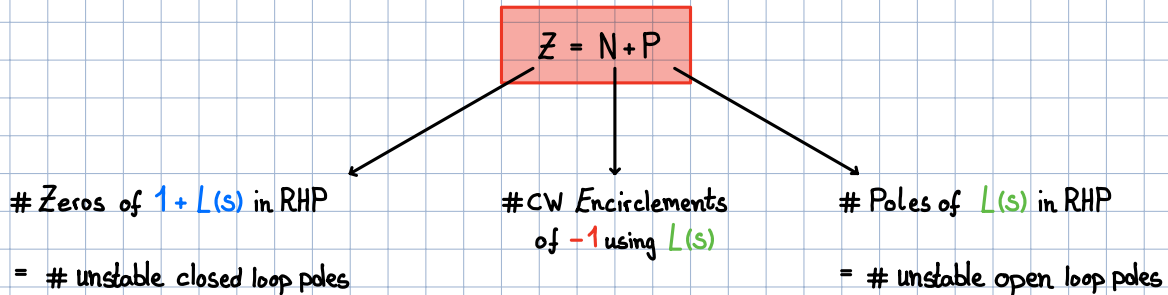 Z = N + P
# Zeros of 1 + L(s) in RHP
= # unstable closed loop poles
# CW Encirclements
of -1 using L(s)
# Poles of L(s) in RHP
= # unstable open loop poles